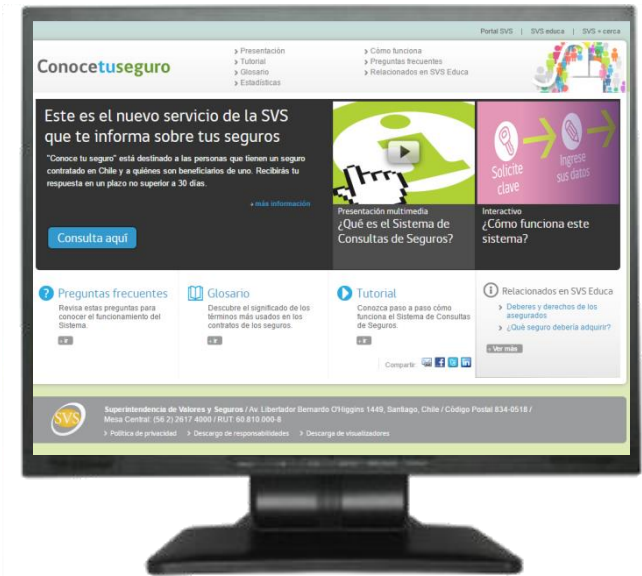 Portal SVS | SVS educa | SVS + cerca
Conocetuseguro
› Presentación
› Tutorial
› Glosario
› Estadísticas
› Cómo funciona
› Preguntas frecuentes
› Relacionados en SVS Educa
Este es el nuevo servicio de la SVS
que te informa sobre tus seguros
"Conoce tu seguro" está destinado a las personas que tienen un seguro
contratado en Chile y a quiénes son beneficiarios de uno. Recibirás tu
respuesta en un plazo no superior a 30 días.
+ más información
Consulta aquí
Presentación multimedia
¿Qué es el Sistema de
Consultas de Seguros?
Solicite
clave
Ingrese
sus datos
Interactivo
¿Cómo funciona este
sistema?
Preguntas frecuentes
Revisa estas preguntas para
conocer el funcionamiento del
Sistema.
+ Ir
Glosario
Descubre el significado de los
términos más usados en los
contratos de los seguros.
+ Ir
Tutorial
Conozca paso a paso cómo
funciona el Sistema de Consultas
de Seguros.
+ Ir
Relacionados en SVS Educa
› Deberes y derechos de los
asegurados
› ¿Qué seguro debería adquirir?
+ Ver más
Compartir:
SVS
Superintendencia de Valores y Seguros / Av. Libertador Bernardo O'Higgins 1449, Santiago, Chile / Código Postal 834-0518 /
Mesa Central: (56 2) 2617 4000 / RUT: 60.810.000-8
› Política de privacidad › Descargo de responsabilidades › Descarga de visualizadores